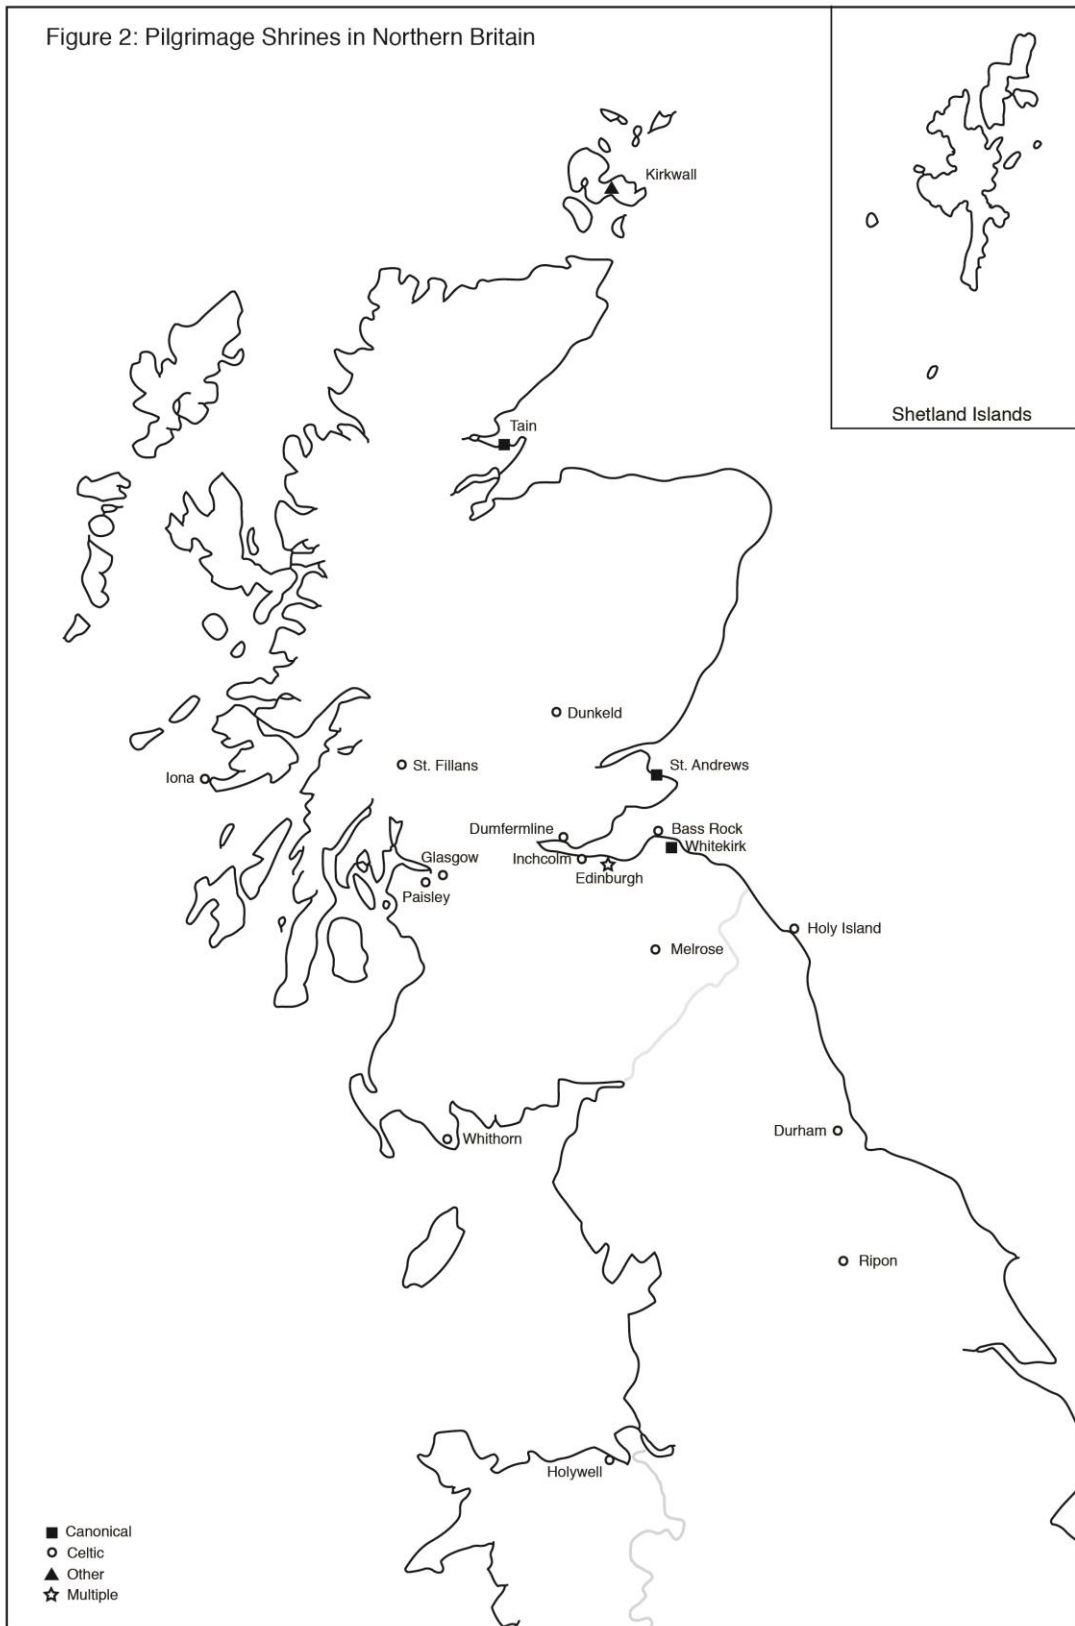 Figure 2: Pilgrimage Shrines in Northern Britain
Kirkwall
Shetland Islands
Tain
Dunkeld
St. Fillans
St. Andrews
Iona
Dumfermline
Bass Rock
Whitekirk
Glasgow
Inchcolm
Edinburgh
Paisley
Holy Island
Melrose
Durham
Whithorn
Ripon
Holywell
Canonical
Celtic
Other
Multiple